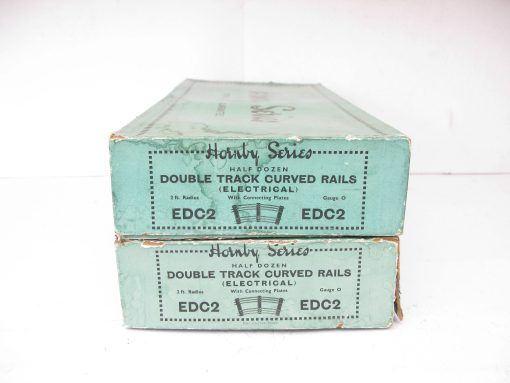 Hornby Series
HALF DOZEN
DOUBLE TRACK CURVED RAILS
(ELECTRICAL)
2 ft. Radius With Connecting Plates Gauge O
EDC2 EDC2
Hornby Series
HALF DOZEN
DOUBLE TRACK CURVED RAILS
(ELECTRICAL)
2 ft. Radius With Connecting Plates Gauge O
EDC2 EDC2